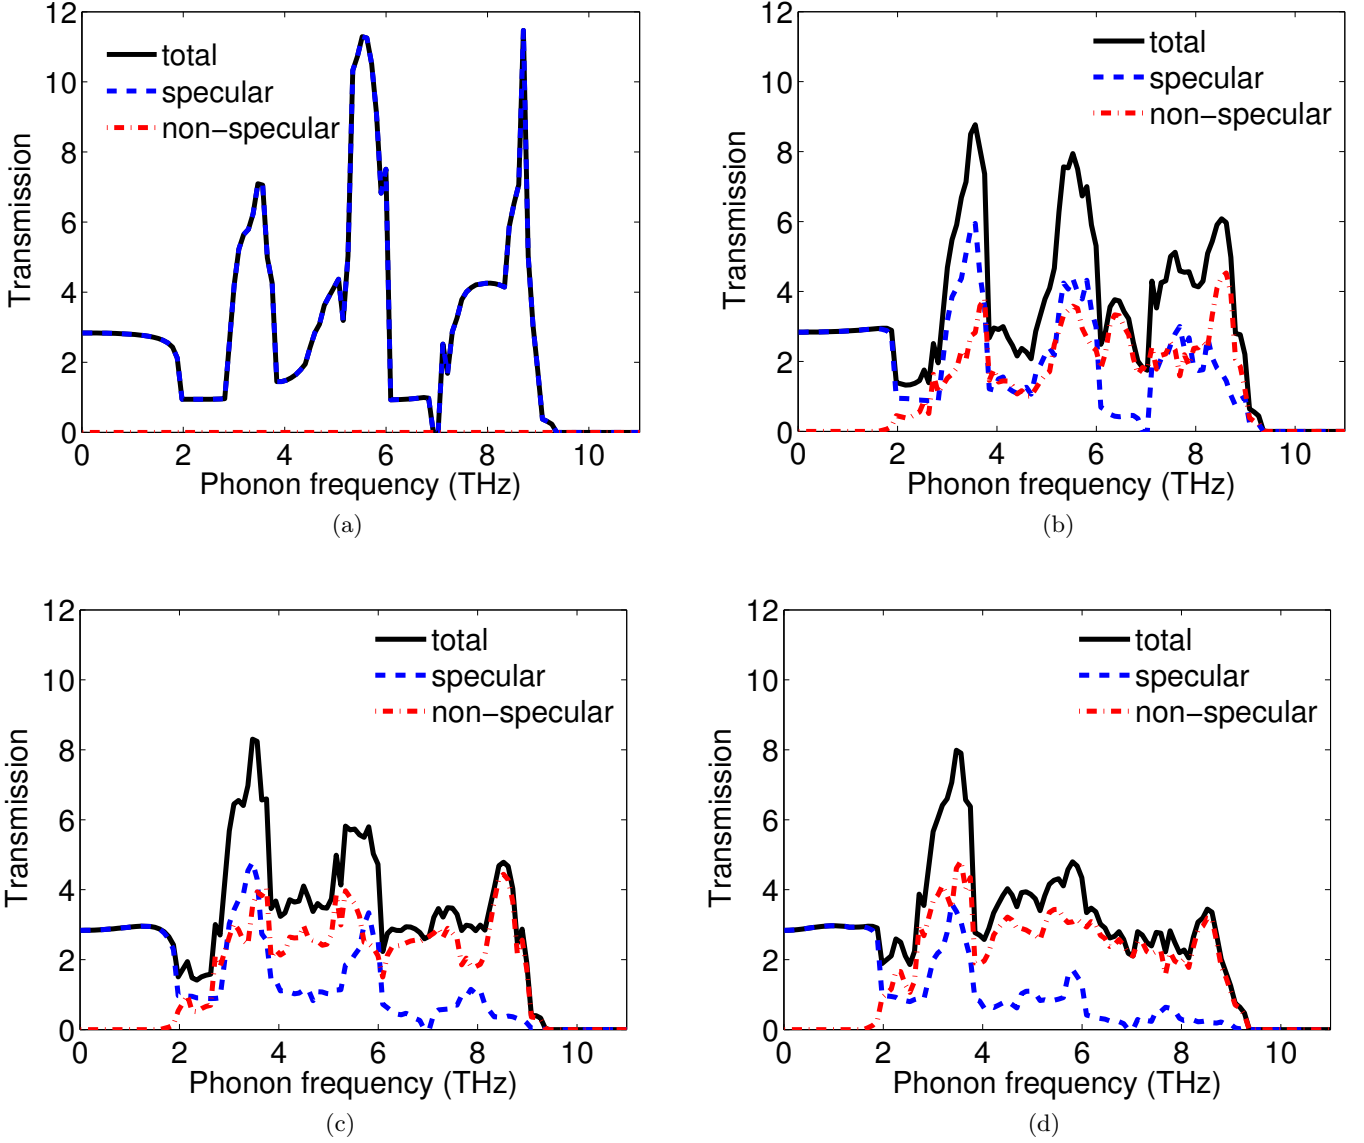 12
10
8
6
4
2
0
Transmission
total
specular
non-specular
0 2 4 6 8 10
Phonon frequency (THz)
(a)
12
10
8
6
4
2
0
Transmission
total
specular
non-specular
0 2 4 6 8 10
Phonon frequency (THz)
(b)
12
10
8
6
4
2
0
Transmission
total
specular
non-specular
0 2 4 6 8 10
Phonon frequency (THz)
(c)
12
10
8
6
4
2
0
Transmission
total
specular
non-specular
0 2 4 6 8 10
Phonon frequency (THz)
(d)